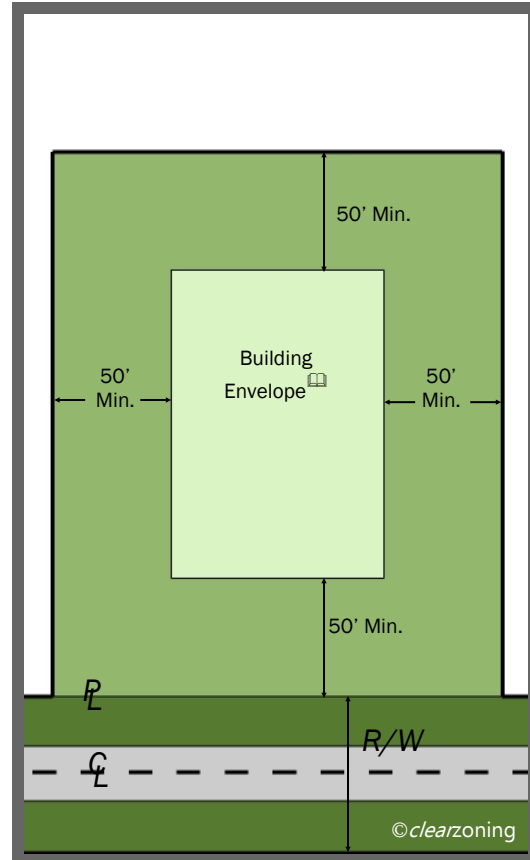 50’ Min.
Building
Envelope
50’
Min.
50’
Min.
50’ Min.
PL
R/W
CL
©clearzoning